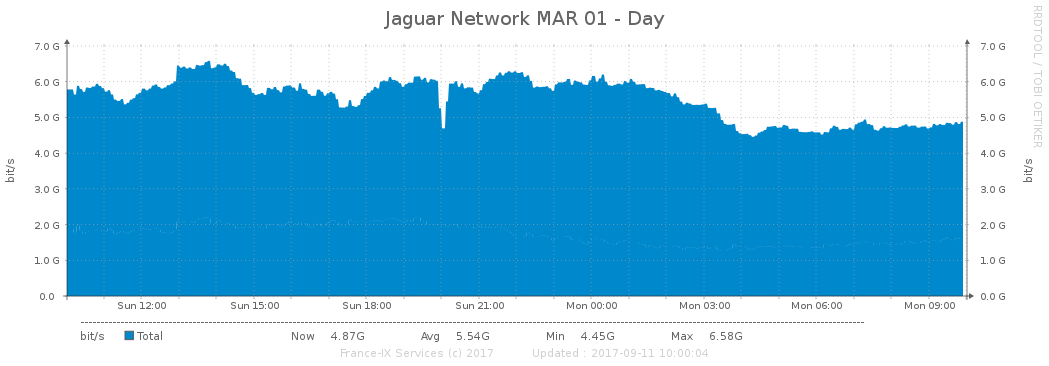 Jaguar Network MAR 01 - Day
RRDTOOL / TOBI OETIKER
7.0 G 7.0 G
6.0 G 6.0 G
5.0 G 5.0 G
4.0 G 4.0 G
3.0 G 3.0 G
2.0 G 2.0 G
1.0 G 1.0 G
0.0 0.0 G
bit/s bit/s
Sun 12:00 Sun 15:00 Sun 18:00 Sun 21:00 Mon 00:00 Mon 03:00 Mon 06:00 Mon 09:00
bit/s Total Now 4.87G Avg 5.54G Min 4.45G Max 6.58G
France-IX Services (c) 2017 Updated : 2017-09-11 10:00:04